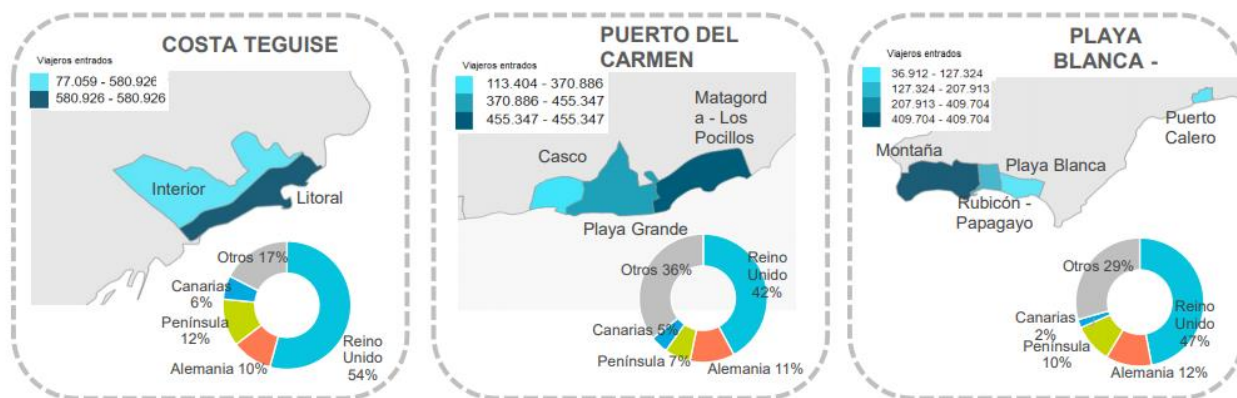 COSTA TEGUISE
Viajeros entrados
77.059 - 580.926
580.926 - 580.926
Interior
Litoral
Otros 17%
Canarias
6%
Península
12%
Alemania 10%
Reino
Unido
54%
PUERTO DEL
CARMEN
Viajeros entrados
113.404 - 370.886
370.886 - 455.347
455.347 - 455.347
Matagord
a - Los
Pocillos
Casco
Playa Grande
Otros 36%
Reino
Unido
42%
Canarias 5%
Península 7%
Alemania 11%
PLAYA
BLANCA -
Viajeros entrados
36.912 - 127.324
127.324 - 207.913
207.913 - 409.704
409.704 - 409.704
Puerto
Calero
Montaña
Playa Blanca
Rubicón -
Papagayo
Otros 29%
Canarias
2%
Península
10%
Reino
Unido
47%
Alemania 12%